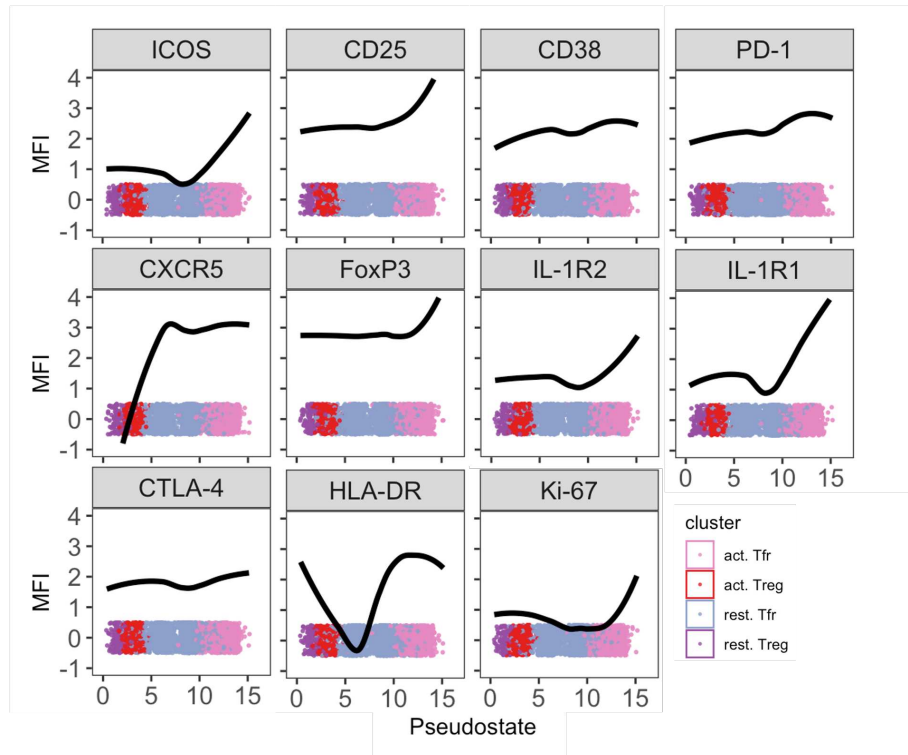 ICOS CD25 CD38 PD-1
4
3
MFI 2
1
0
-1
CXCR5 FoxP3 IL-1R2 IL-1R1
4
3
MFI 2
1
0
-1
0 5 10 15
CTLA-4 HLA-DR Ki-67
4
3
MFI 2
1
0
-1
cluster
act. Tfr
act. Treg
rest. Tfr
rest. Treg
0 5 10 15 0 5 10 15 0 5 10 15
Pseudostate